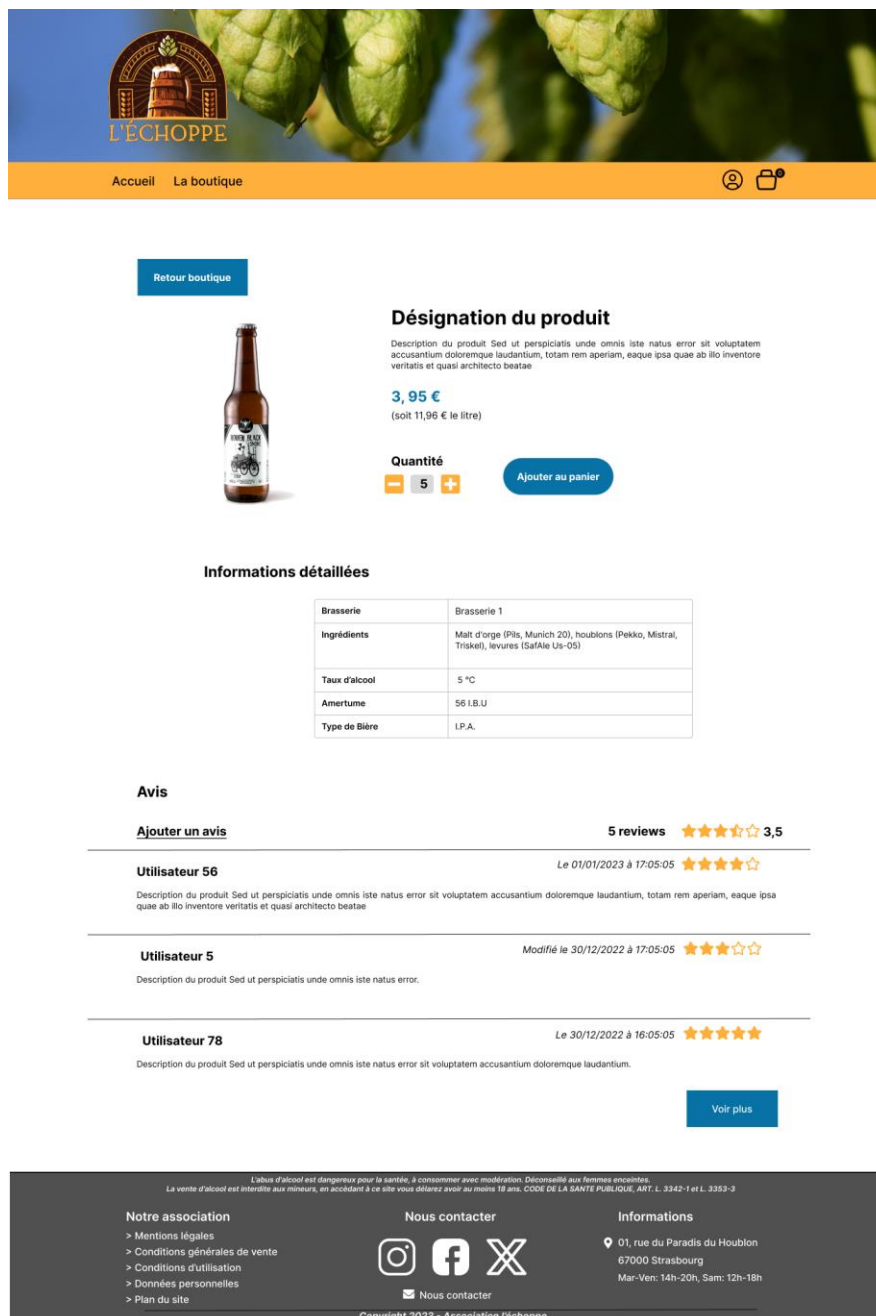 L'ÉCHOPPE
Accueil La boutique 0
Retour boutique
Désignation du produit
Description du produit Sed ut perspiciatis unde omnis iste natus error sit voluptatem
accusantium doloremque laudantium, totam rem aperiam, eaque ipsa quae ab illo inventore
veritatis et quasi architecto beatae
3, 95 €
(soit 11,96 € le litre)
Quantité
5
Ajouter au panier
Informations détaillées
Brasserie Brasserie 1
Ingrédients Malt d'orge (Pils, Munich 20), houblons (Pekko, Mistral,
Triskel), levures (SafAle Us-05)
Taux d'alcool 5 °C
Amertume 56 I.B.U
Type de Bière I.P.A.
Avis
Ajouter un avis 5 reviews 3,5
Utilisateur 56 Le 01/01/2023 à 17:05:05
Description du produit Sed ut perspiciatis unde omnis iste natus error sit voluptatem accusantium doloremque laudantium, totam rem aperiam, eaque ipsa
quae ab illo inventore veritatis et quasi architecto beatae
Utilisateur 5 Modifié le 30/12/2022 à 17:05:05
Description du produit Sed ut perspiciatis unde omnis iste natus error.
Utilisateur 78 Le 30/12/2022 à 16:05:05
Description du produit Sed ut perspiciatis unde omnis iste natus error sit voluptatem accusantium doloremque laudantium.
Voir plus
L'abus d'alcool est dangereux pour la santée, à consommer avec modération. Déconseillé aux femmes enceintes.
La vente d'alcool est interdite aux mineurs, en accèdant à ce site vous délarez avoir au moins 18 ans. CODE DE LA SANTE PUBLIQUE, ART. L. 3342-1 et L. 3353-3
Notre association
> Mentions légales
> Conditions générales de vente
> Conditions d'utilisation
> Données personnelles
> Plan du site
Nous contacter
Nous contacter
Informations
01, rue du Paradis du Houblon
67000 Strasbourg
Mar-Ven: 14h-20h, Sam: 12h-18h
Copyright 2023 - Association l'échoppe